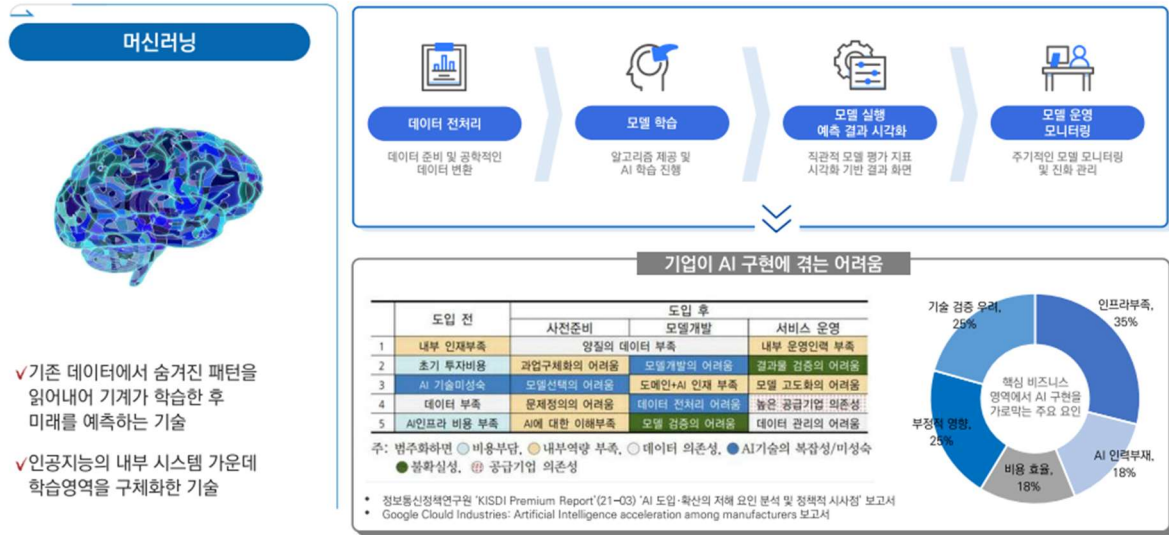 머신러닝
✓기존 데이터에서 숨겨진 패턴을
읽어내어 기계가 학습한 후
미래를 예측하는 기술
✓인공지능의 내부 시스템 가운데
학습영역을 구체화한 기술
데이터 전처리
데이터 준비 및 공학적인
데이터 변환
모델 학습
알고리즘 제공 및
AI 학습 진행
모델 실행
예측 결과 시각화
직관적 모델 평가 지표
시각화 기반 결과 화면
모델 운영
모니터링
주기적인 모델 모니터링
및 진화 관리
기업이 AI 구현에 겪는 어려움
도입 전 도입 후
사전준비 모델개발 서비스 운영
1 내부 인재부족 양질의 데이터 부족 내부 운영인력 부족
2 초기 투자비용 과업구체화의 어려움 모델개발의 어려움 결과물 검증의 어려움
3 AI 기술미성숙 모델선택의 어려움 도메인+AI 인재 부족 모델 고도화의 어려움
4 데이터 부족 문제정의의 어려움 데이터 전처리 어려움 높은 공급기업 의존성
5 AI인프라 비용 부족 AI에 대한 이해부족 모델 검증의 어려움 데이터 관리의 어려움
주: 범주화하면 비용부담, 내부역량 부족, 데이터 의존성, AI기술의 복잡성/미성숙
불확실성, 공급기업 의존성
• 정보통신정책연구원 'KISDI Premium Report'(21-03) 'AI 도입·확산의 저해 요인 분석 및 정책적 시사점' 보고서
• Google Clould Industries: Artificial Intelligence acceleration among manufacturers 보고서
기술 검증 우려,
25%
인프라부족,
35%
핵심 비즈니스
영역에서 AI 구현을
가로막는 주요 요인
부정적 영향,
25%
비용 효율,
18%
AI 인력부재,
18%